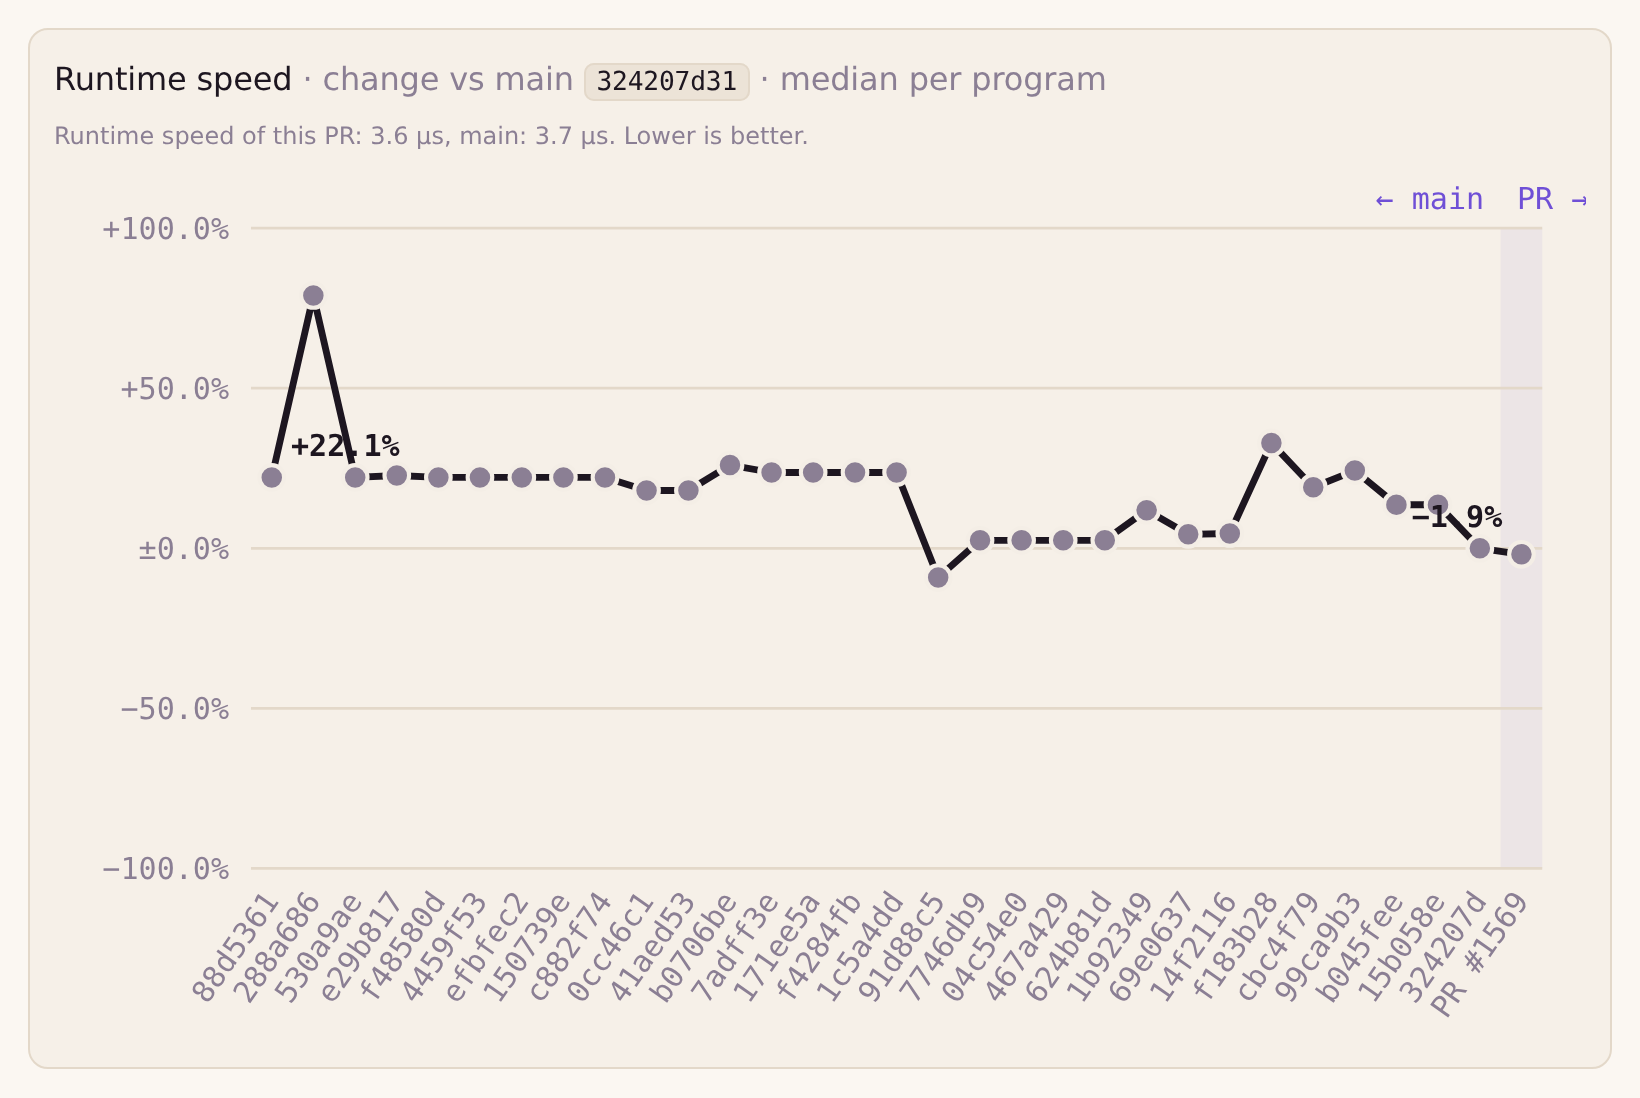 Runtime speed · change vs main 324207d31 · median per program
Runtime speed of this PR: 3.6 µs, main: 3.7 µs. Lower is better.
← main PR →
+100.0%
+50.0%
+22.1%
−1.9%
±0.0%
−50.0%
−100.0%
88d5361
288a686
530a9ae
e29b817
f48580d
4459f53
efbfec2
150739e
c882f74
0cc46c1
41aed53
b0706be
7adff3e
171ee5a
f4284fb
1c5a4dd
91d88c5
7746db9
04c54e0
467a429
624b81d
1b92349
69e0637
14f2116
f183b28
cbc4f79
99ca9b3
b045fee
15b058e
324207d
PR #1569